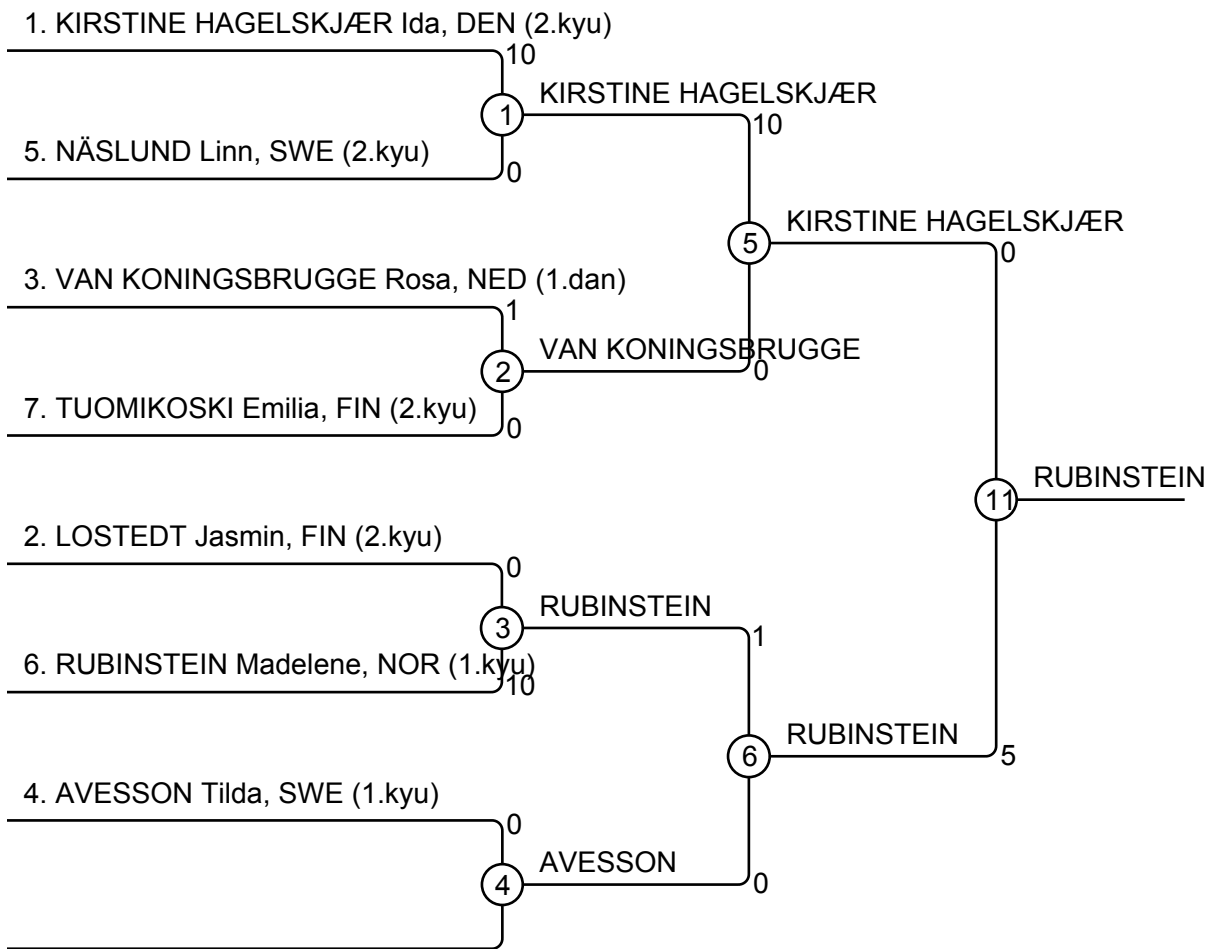 1. KIRSTINE HAGELSKJÆR Ida, DEN (2.kyu)
10
KIRSTINE HAGELSKJÆR
1
10
5. NÄSLUND Linn, SWE (2.kyu)
0
KIRSTINE HAGELSKJÆR
5
0
3. VAN KONINGSBRUGGE Rosa, NED (1.dan)
1
VAN KONINGSBRUGGE
2
0
7. TUOMIKOSKI Emilia, FIN (2.kyu)
0
RUBINSTEIN
11
2. LOSTEDT Jasmin, FIN (2.kyu)
0
RUBINSTEIN
3
1
6. RUBINSTEIN Madelene, NOR (1.kyu)
10
RUBINSTEIN
6
5
4. AVESSON Tilda, SWE (1.kyu)
0
AVESSON
4
0